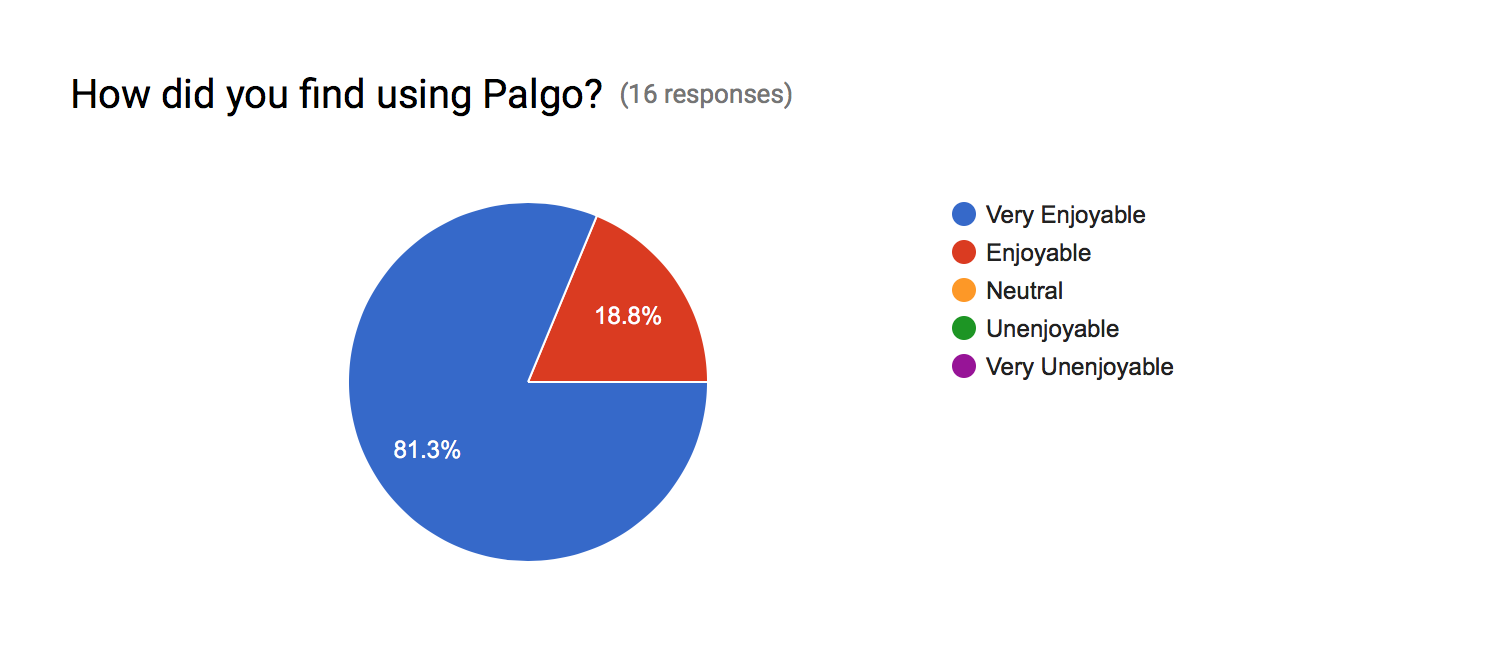 How did you find using Palgo? (16 responses)
Very Enjoyable
Enjoyable
Neutral
Unenjoyable
Very Unenjoyable
18.8%
81.3%